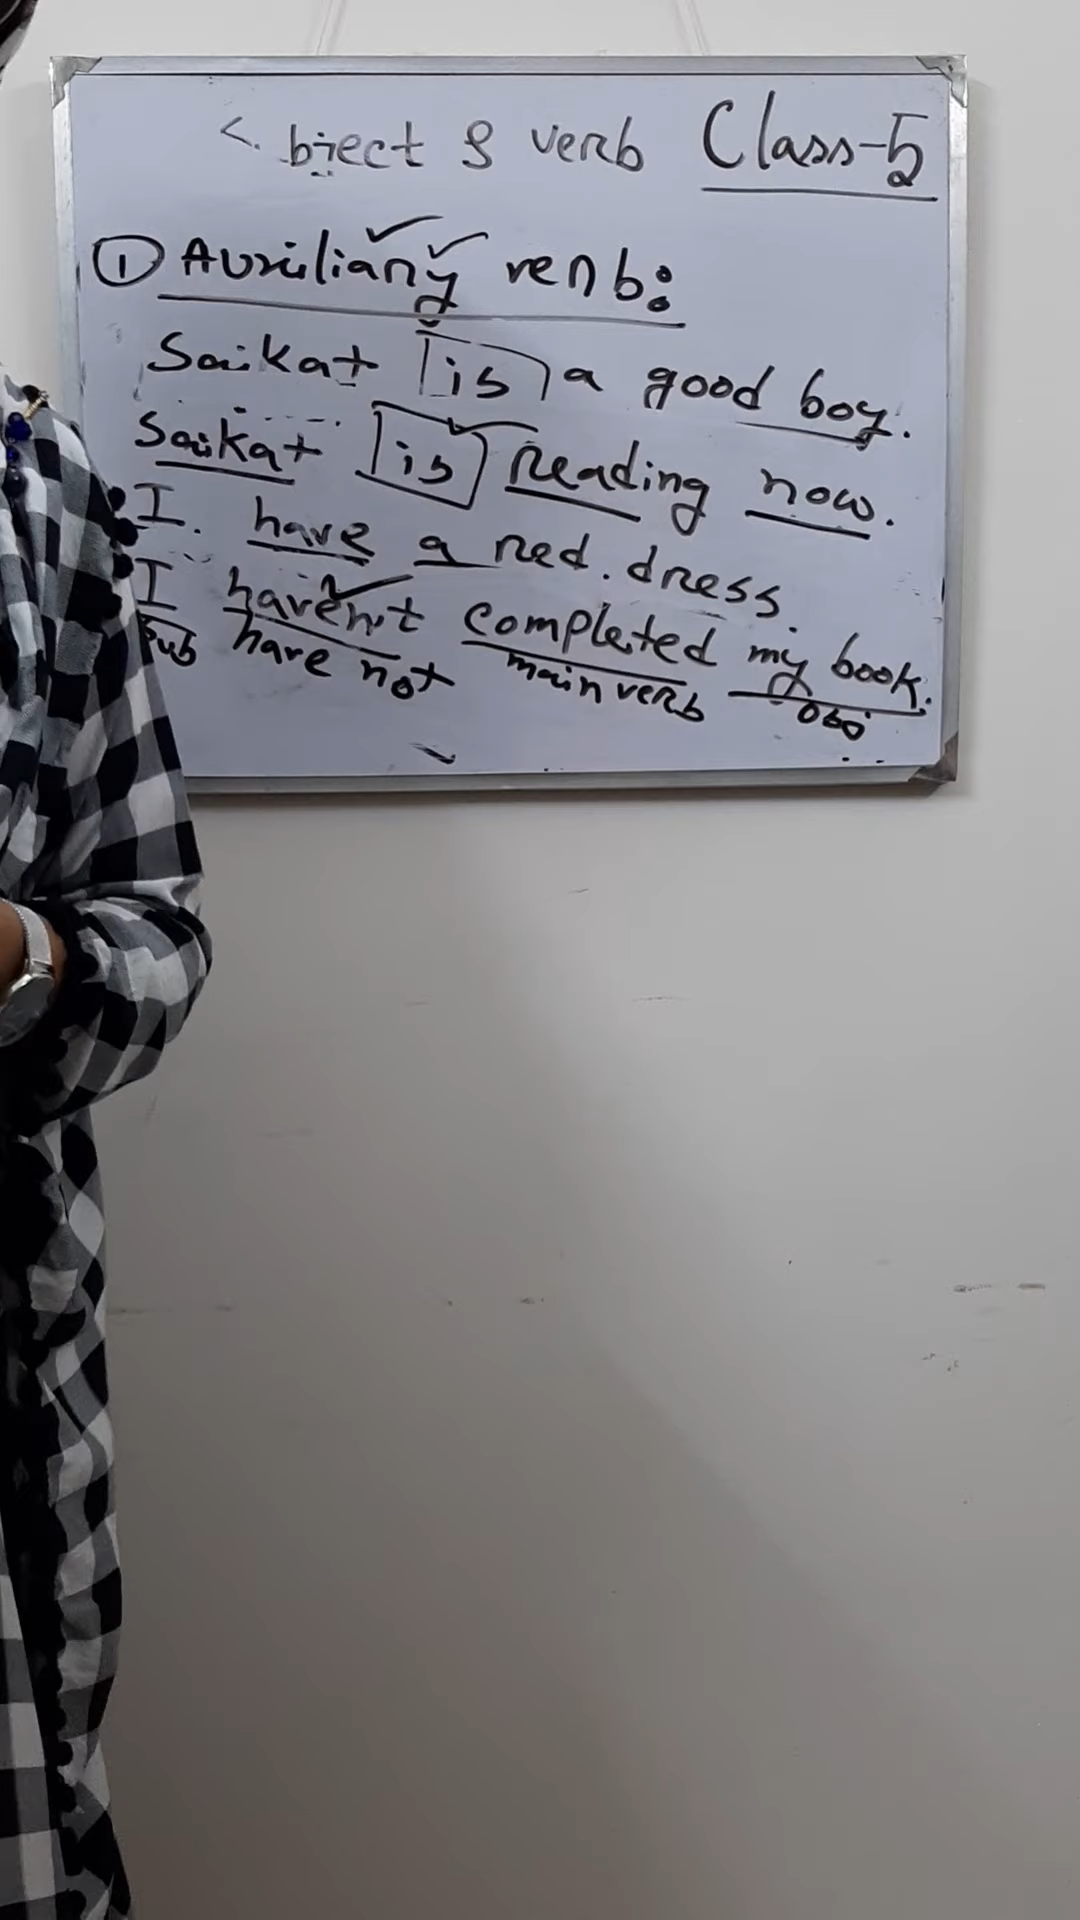 bject & verb Class-5
① Auxiliary verb:
Saikat is a good boy.
Saikat is reading now.
I have a red dress.
I haven't completed my book.
Sub have not main verb Obj